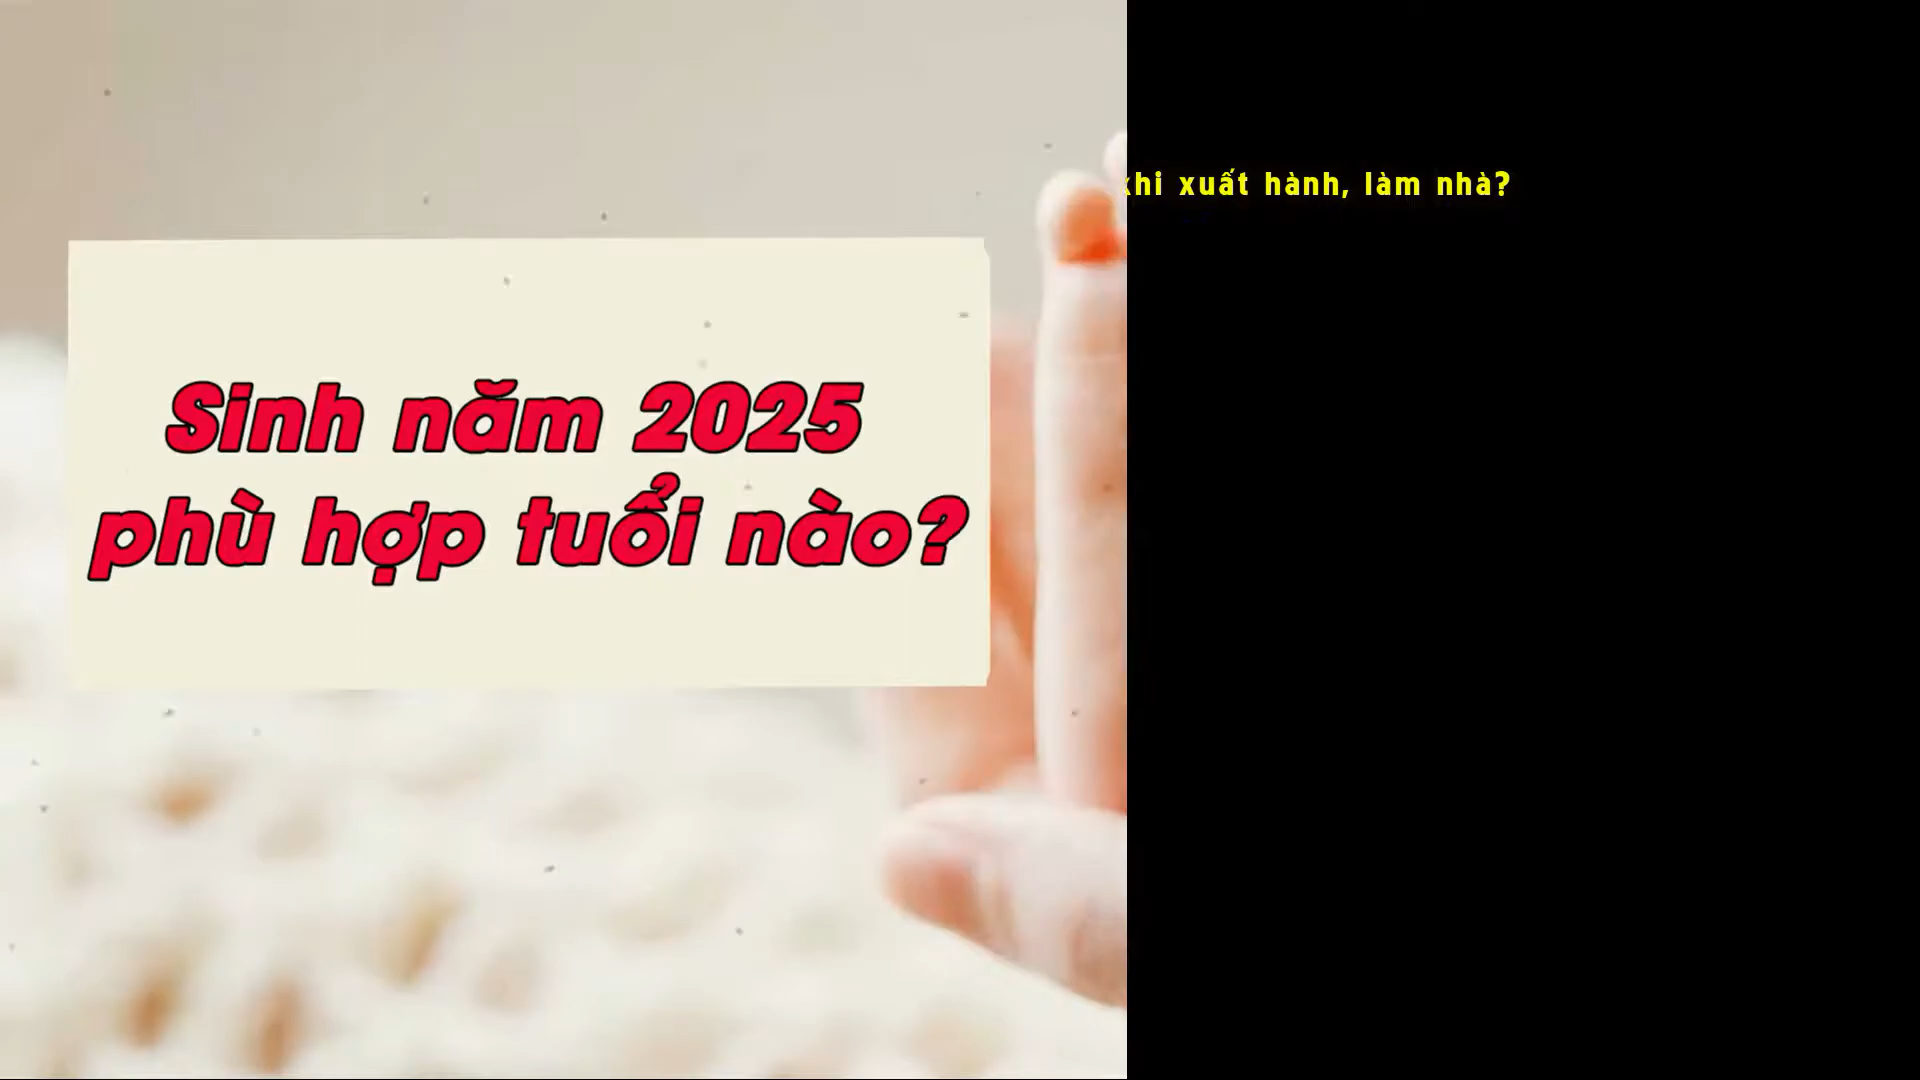 khi xuất hành, làm nhà?
Sinh năm 2025
phù hợp tuổi nào?